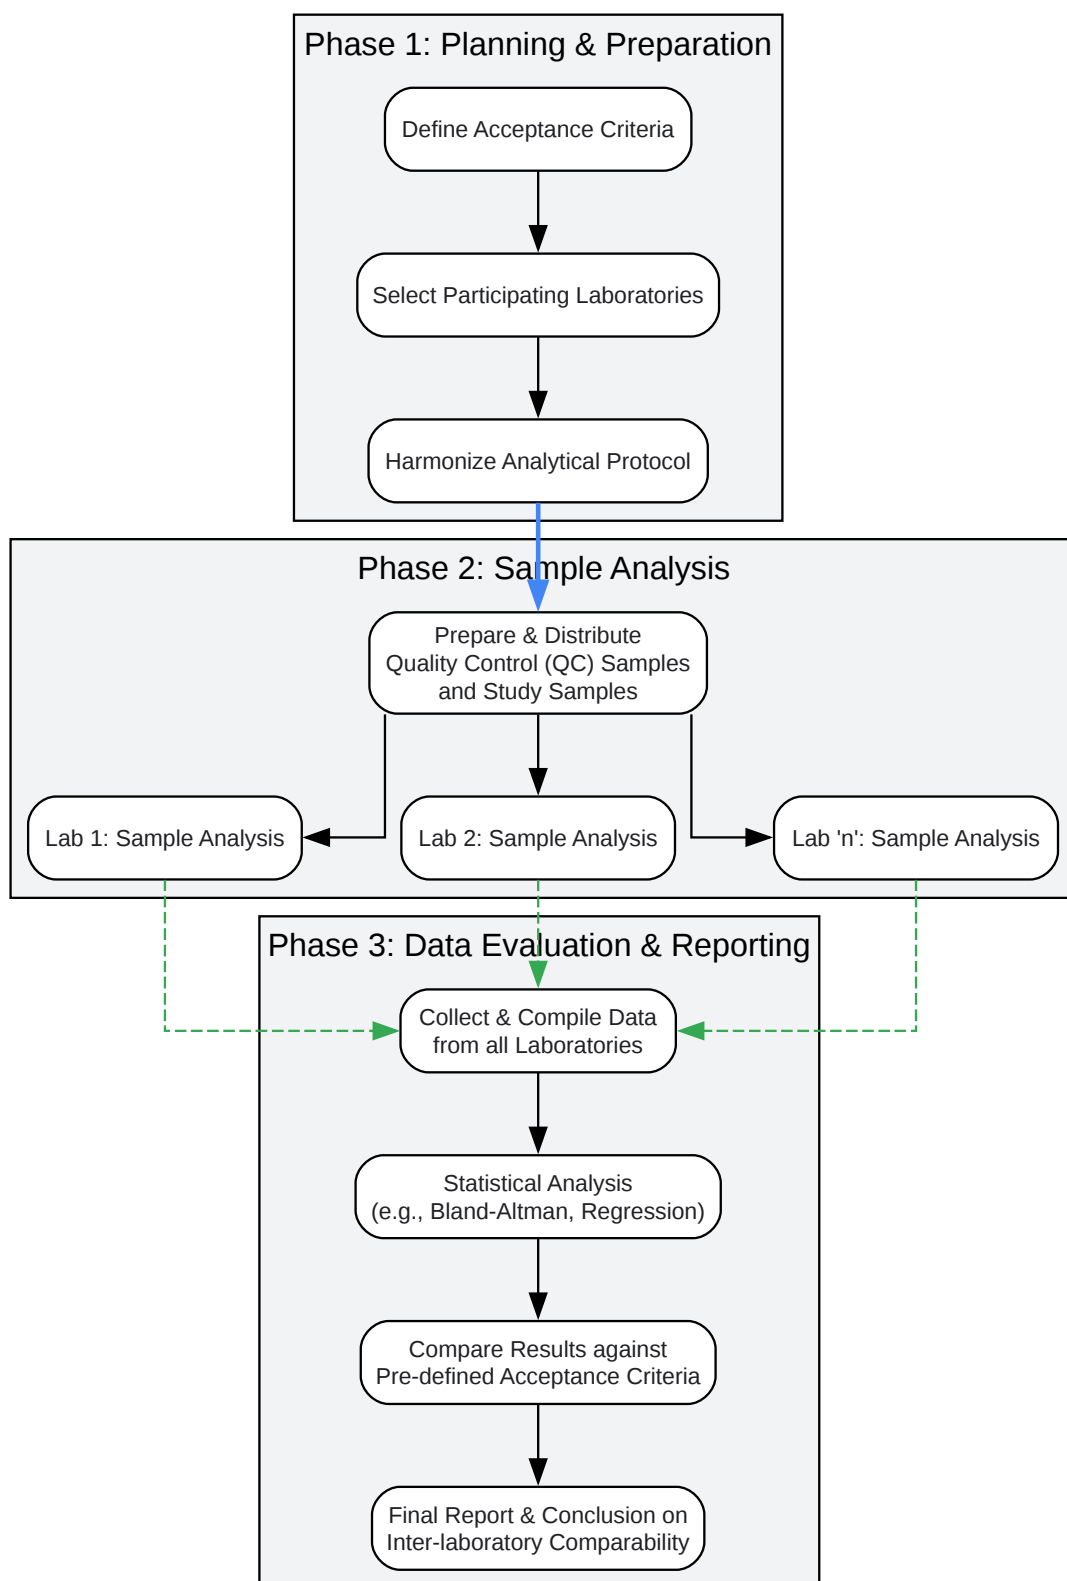 Phase 1: Planning & Preparation
Define Acceptance Criteria
Select Participating Laboratories
Harmonize Analytical Protocol
Phase 2: Sample Analysis
Prepare & Distribute
Quality Control (QC) Samples
and Study Samples
Lab 1: Sample Analysis
Lab 2: Sample Analysis
Lab 'n': Sample Analysis
Phase 3: Data Evaluation & Reporting
Collect & Compile Data
from all Laboratories
Statistical Analysis
(e.g., Bland-Altman, Regression)
Compare Results against
Pre-defined Acceptance Criteria
Final Report & Conclusion on
Inter-laboratory Comparability